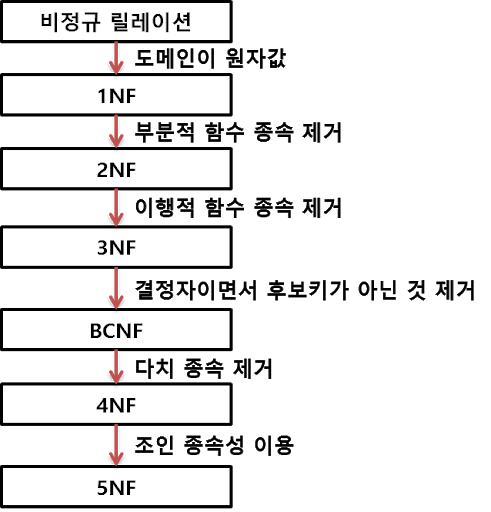 비정규 릴레이션
도메인이 원자값
1NF
부분적 함수 종속 제거
2NF
이행적 함수 종속 제거
3NF
결정자이면서 후보키가 아닌 것 제거
BCNF
다치 종속 제거
4NF
조인 종속성 이용
5NF